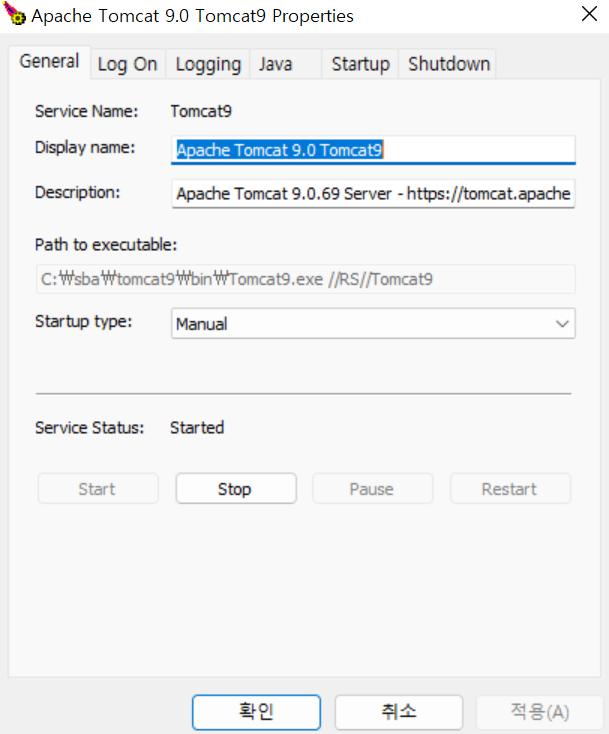 Apache Tomcat 9.0 Tomcat9 Properties
General Log On Logging Java Startup Shutdown
Service Name: Tomcat9
Display name: Apache Tomcat 9.0 Tomcat9
Description: Apache Tomcat 9.0.69 Server - https://tomcat.apache
Path to executable:
C:₩sba₩tomcat9₩bin₩Tomcat9.exe //RS//Tomcat9
Startup type: Manual
Service Status: Started
Start Stop Pause Restart
확인 취소 적용(A)